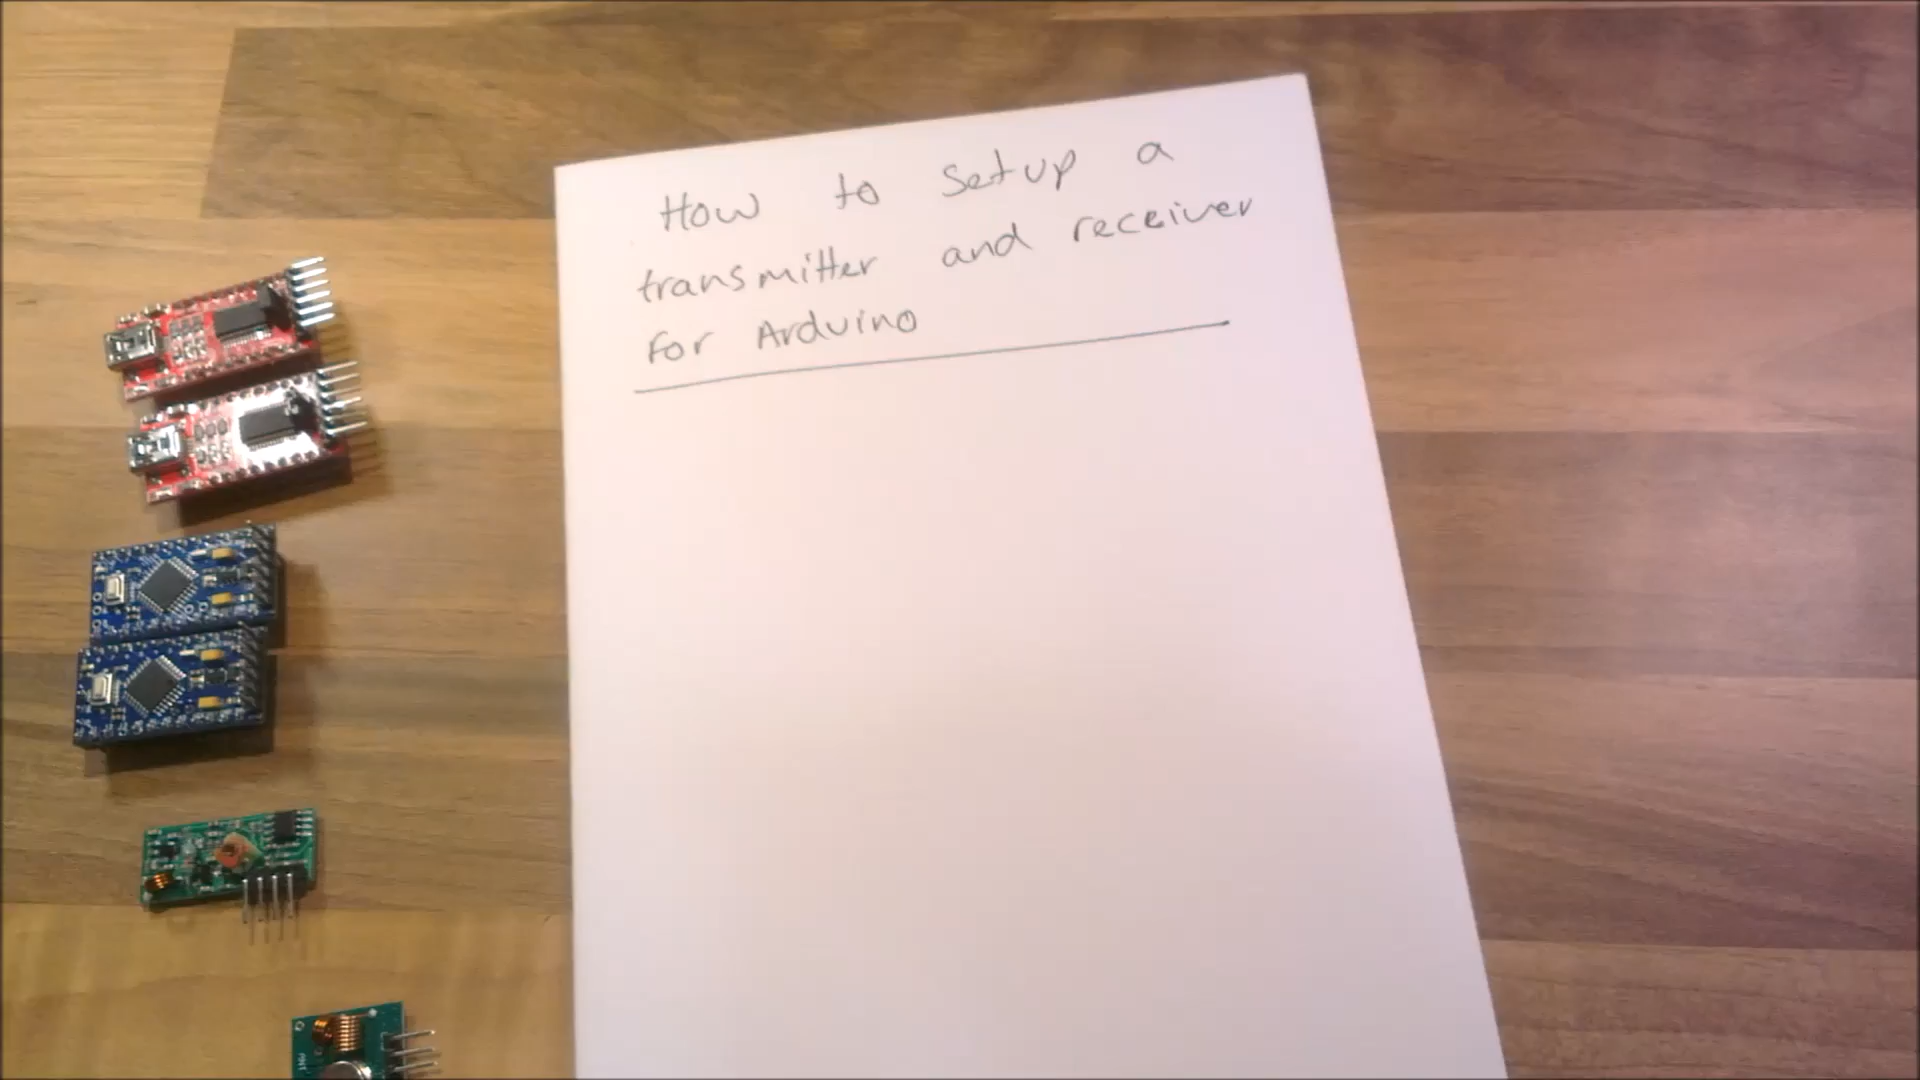 How to setup a
transmitter and receiver
for Arduino